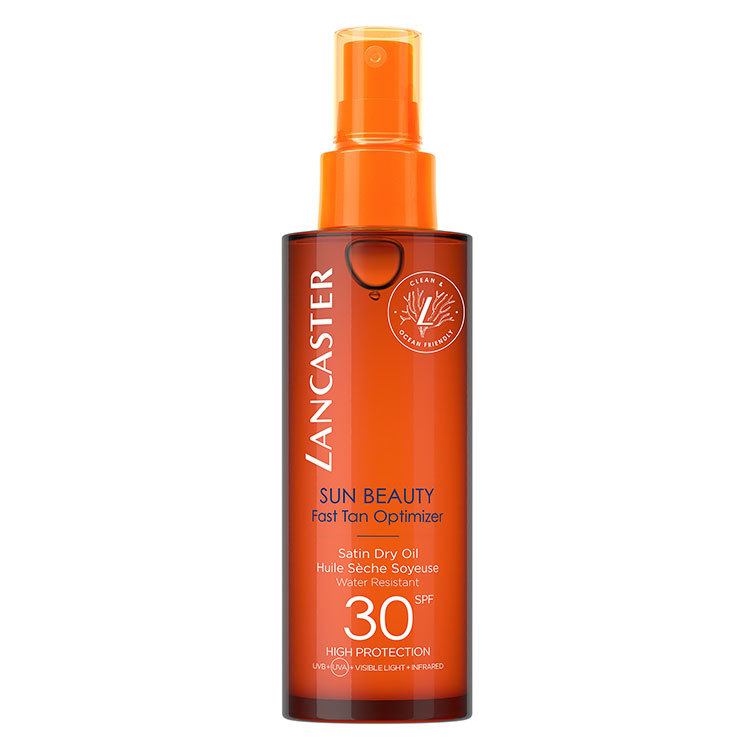 CLEAN &
L
OCEAN FRIENDLY
LANCASTER
SUN BEAUTY
Fast Tan Optimizer
Satin Dry Oil
Huile Sèche Soyeuse
Water Resistant
30 SPF
HIGH PROTECTION
UVB + UVA + VISIBLE LIGHT + INFRARED